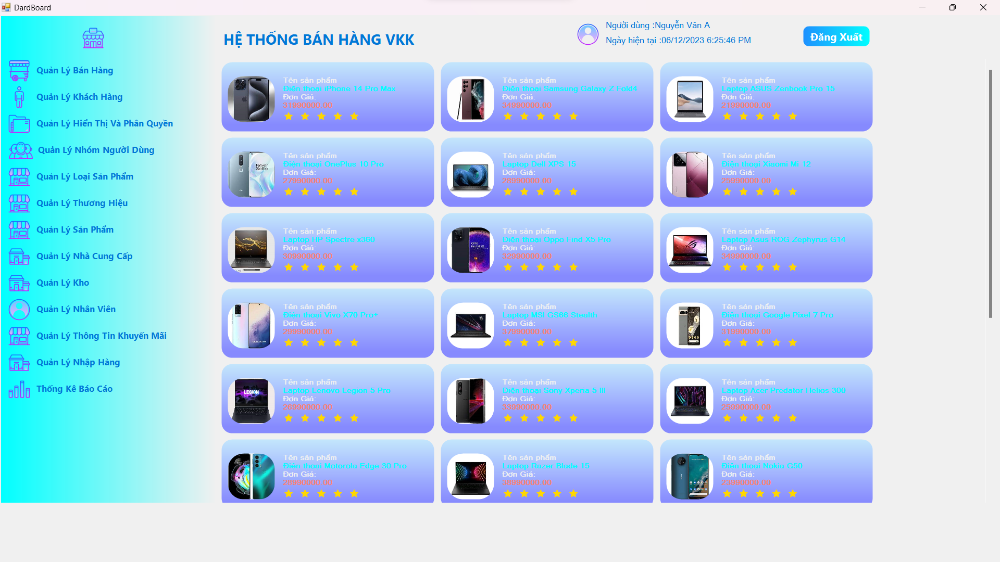 DardBoard
HỆ THỐNG BÁN HÀNG VKK
Người dùng :Nguyễn Văn A
Ngày hiện tại :06/12/2023 6:25:46 PM
Đăng Xuất
Quản Lý Bán Hàng
Quản Lý Khách Hàng
Quản Lý Hiển Thị Và Phân Quyền
Quản Lý Nhóm Người Dùng
Quản Lý Loại Sản Phẩm
Quản Lý Thương Hiệu
Quản Lý Sản Phẩm
Quản Lý Nhà Cung Cấp
Quản Lý Kho
Quản Lý Nhân Viên
Quản Lý Thông Tin Khuyến Mãi
Quản Lý Nhập Hàng
Thống Kê Báo Cáo
Tên sản phẩm
Điện thoại iPhone 14 Pro Max
Đơn Giá:
31990000.00
Tên sản phẩm
Điện thoại Samsung Galaxy Z Fold4
Đơn Giá:
34990000.00
Tên sản phẩm
Laptop ASUS Zenbook Pro 15
Đơn Giá:
21990000.00
Never
Settle
Tên sản phẩm
Điện thoại OnePlus 10 Pro
Đơn Giá:
27990000.00
Tên sản phẩm
Laptop Dell XPS 15
Đơn Giá:
28990000.00
Tên sản phẩm
Điện thoại Xiaomi Mi 12
Đơn Giá:
25990000.00
Tên sản phẩm
Laptop HP Spectre x360
Đơn Giá:
30990000.00
Tên sản phẩm
Điện thoại Oppo Find X5 Pro
Đơn Giá:
32990000.00
Tên sản phẩm
Laptop Asus ROG Zephyrus G14
Đơn Giá:
34990000.00
Tên sản phẩm
Điện thoại Vivo X70 Pro+
Đơn Giá:
29990000.00
Tên sản phẩm
Laptop MSI GS66 Stealth
Đơn Giá:
37990000.00
Tên sản phẩm
Điện thoại Google Pixel 7 Pro
Đơn Giá:
31990000.00
LEGION
Tên sản phẩm
Laptop Lenovo Legion 5 Pro
Đơn Giá:
26990000.00
Tên sản phẩm
Điện thoại Sony Xperia 5 III
Đơn Giá:
33990000.00
Tên sản phẩm
Laptop Acer Predator Helios 300
Đơn Giá:
25990000.00
Tên sản phẩm
Điện thoại Motorola Edge 30 Pro
Đơn Giá:
28990000.00
Tên sản phẩm
Laptop Razer Blade 15
Đơn Giá:
38990000.00
Tên sản phẩm
Điện thoại Nokia G50
Đơn Giá:
23990000.00